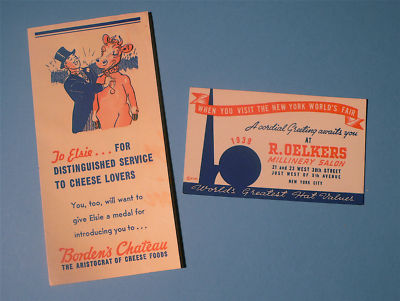 To Elsie . . . FOR
DISTINGUISHED SERVICE
TO CHEESE LOVERS
You, too, will want to
give Elsie a medal for
introducing you to . . .
Borden's Chateau
THE ARISTOCRAT OF CHEESE FOODS
WHEN YOU VISIT THE NEW YORK WORLD'S FAIR
A cordial Greeting awaits you
AT
1939
R. OELKERS
MILLINERY SALON
21 and 23 WEST 38th STREET
JUST WEST OF 5th AVENUE
NEW YORK CITY
World's Greatest Hat Values